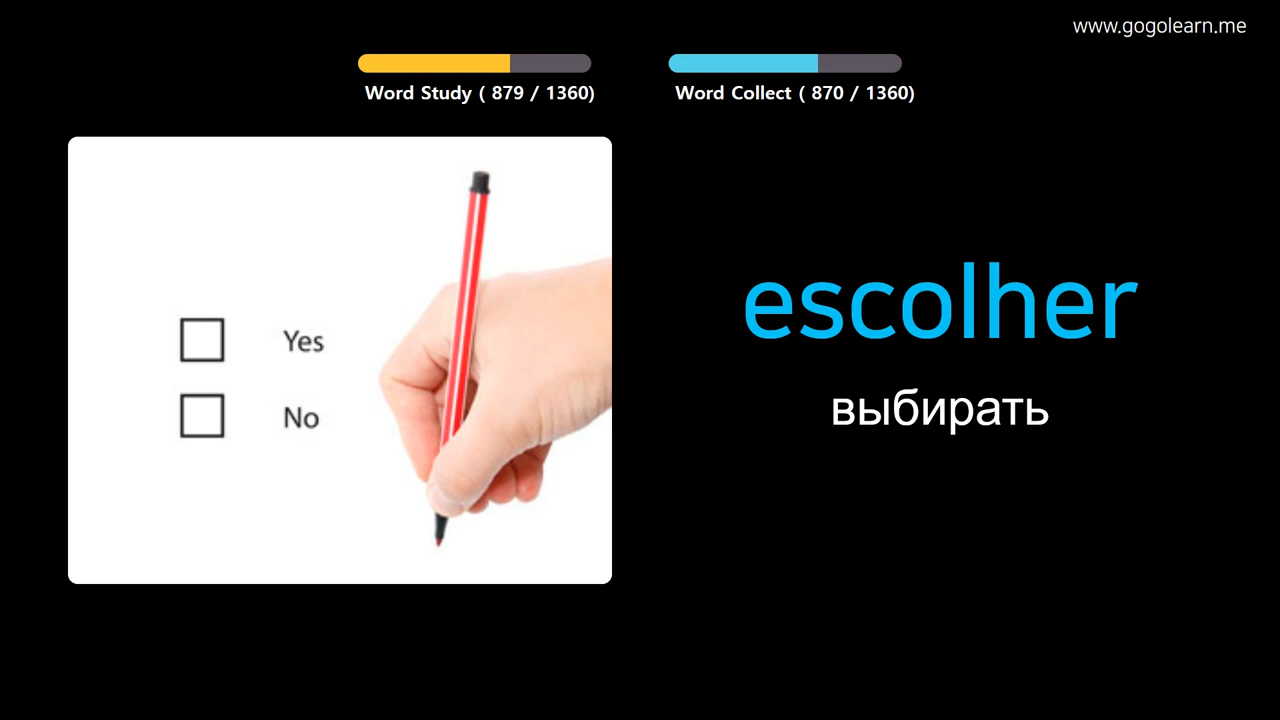 www.gogolearn.me
Word Study ( 879 / 1360)
Word Collect ( 870 / 1360)
Yes
No
escolher
выбирать